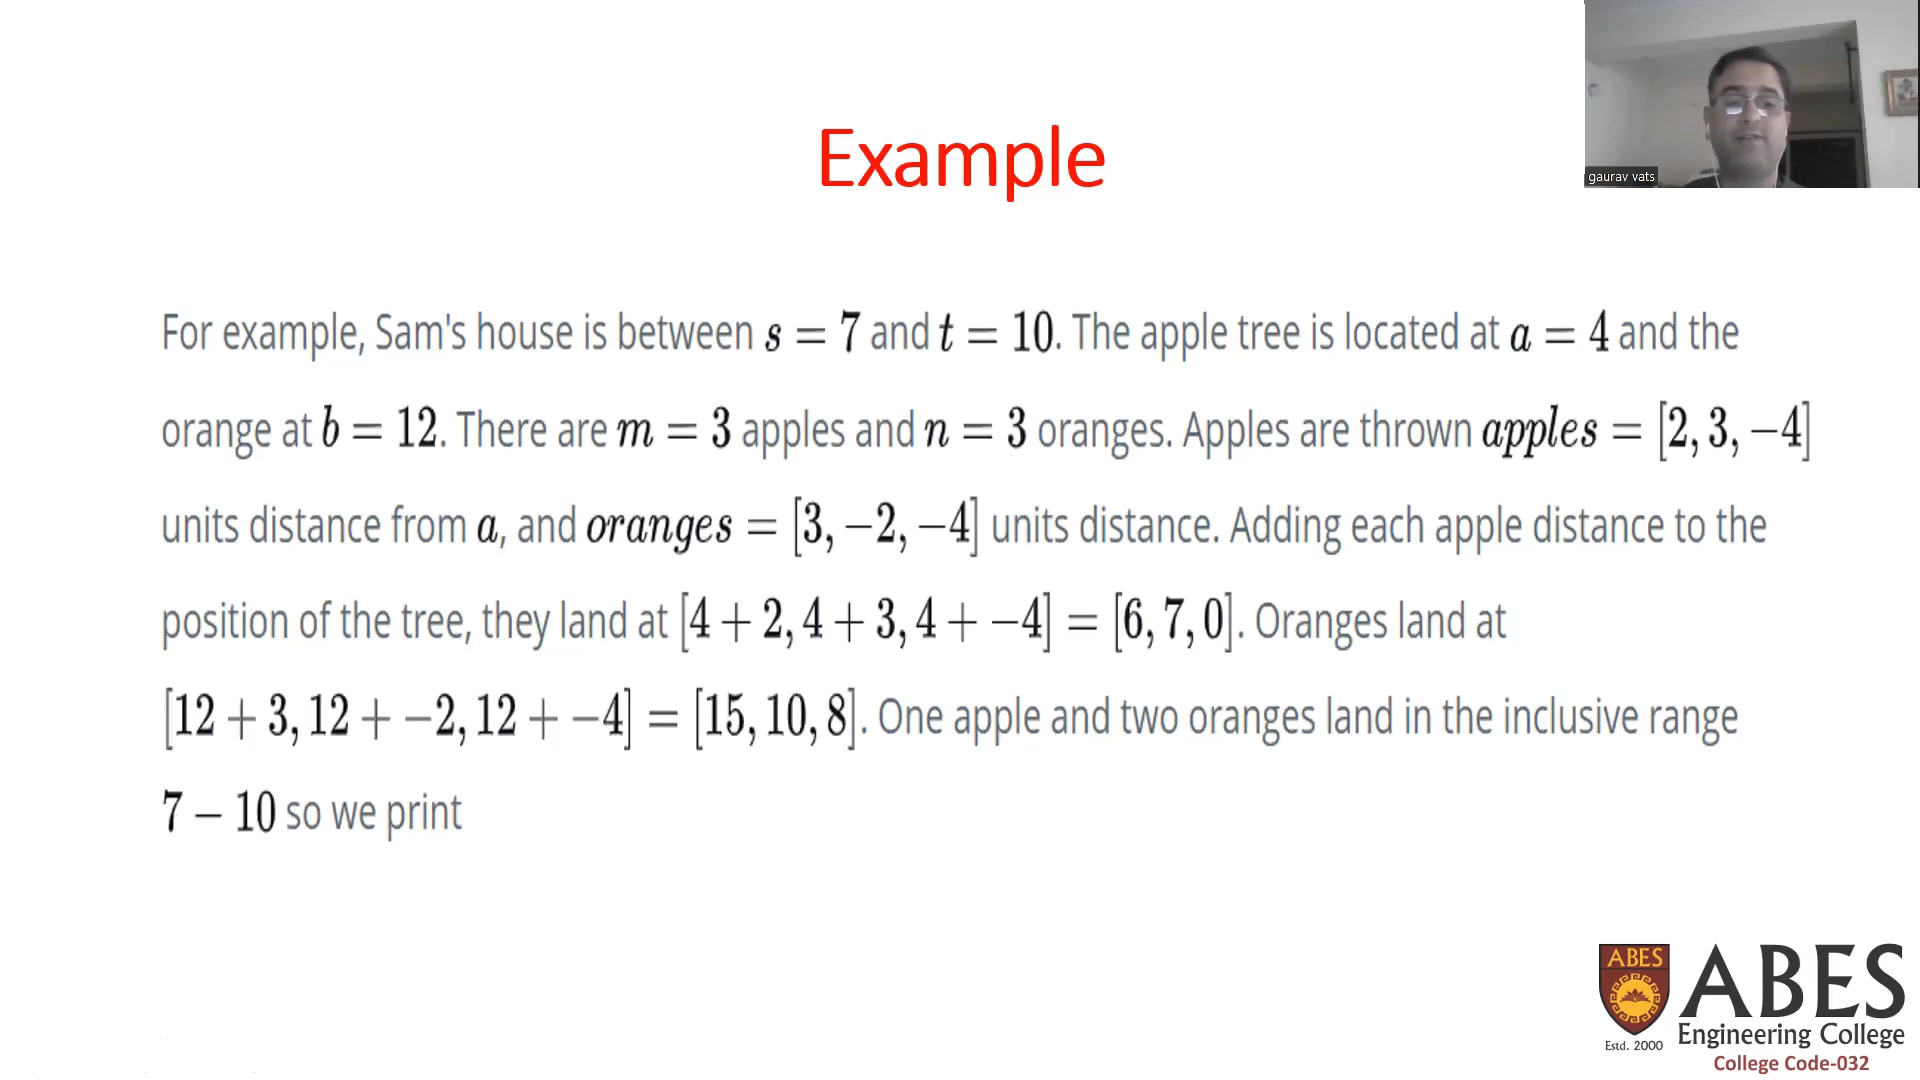 gaurav vats
Example
For example, Sam's house is between s = 7 and t = 10. The apple tree is located at a = 4 and the
orange at b = 12. There are m = 3 apples and n = 3 oranges. Apples are thrown apples = [2, 3, −4]
units distance from a, and oranges = [3, −2, −4] units distance. Adding each apple distance to the
position of the tree, they land at [4 + 2, 4 + 3, 4 + −4] = [6, 7, 0]. Oranges land at
[12 + 3, 12 + −2, 12 + −4] = [15, 10, 8]. One apple and two oranges land in the inclusive range
7 − 10 so we print
ABES
Estd. 2000
ABES
Engineering College
College Code-032